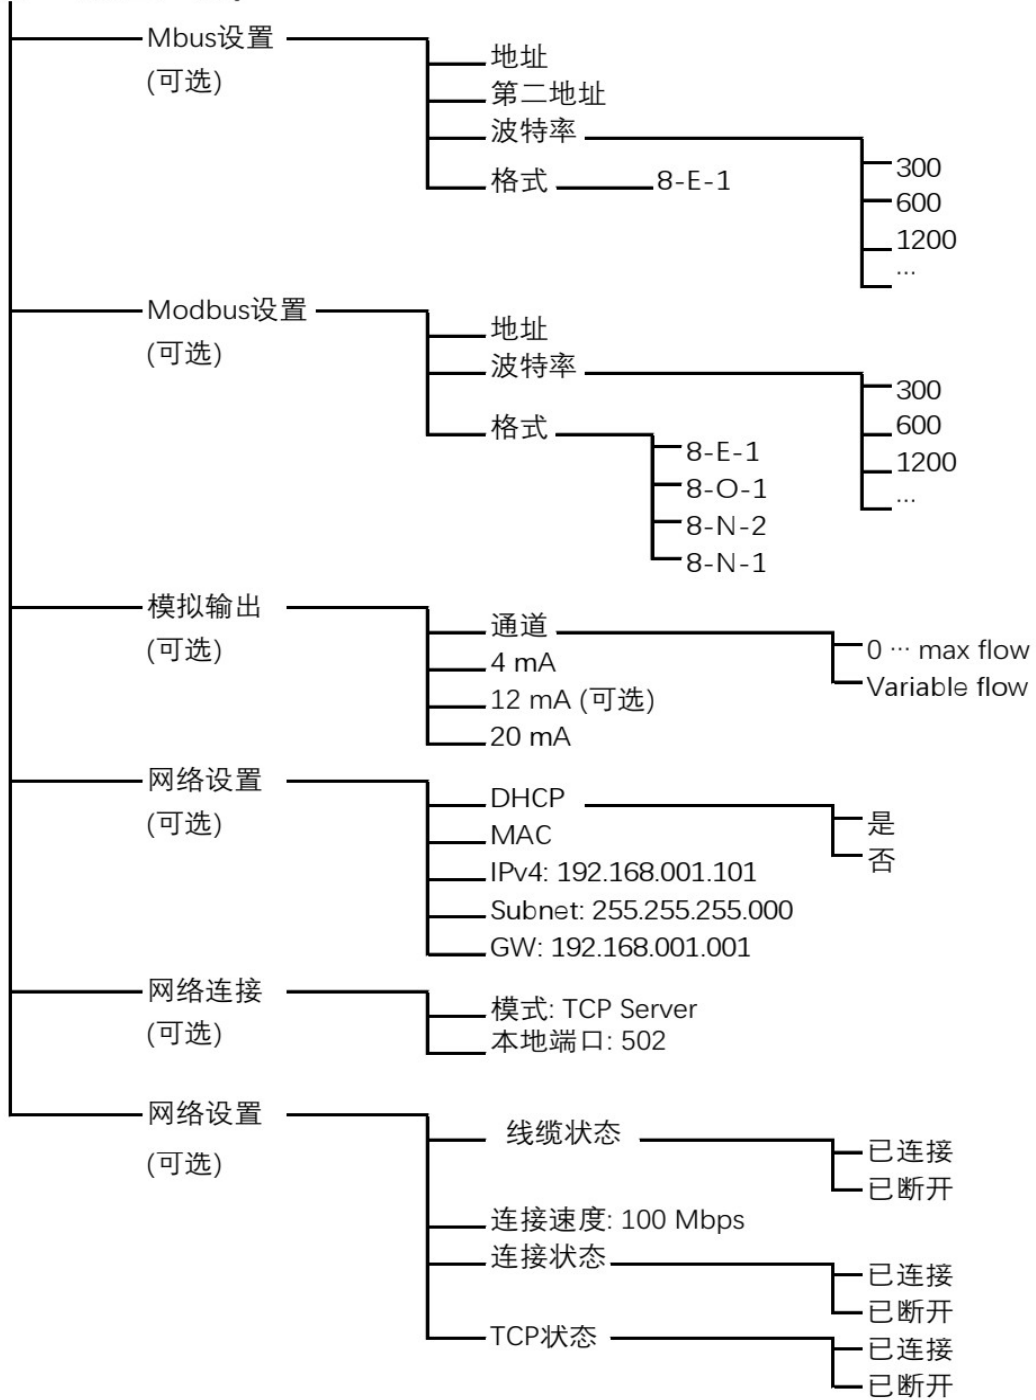 Mbus设置
(可选)
地址
第二地址
波特率
300
600
1200
...
格式
8-E-1
Modbus设置
(可选)
地址
波特率
300
600
1200
...
格式
8-E-1
8-O-1
8-N-2
8-N-1
模拟输出
(可选)
通道
0 ... max flow
Variable flow
4 mA
12 mA (可选)
20 mA
网络设置
(可选)
DHCP
是
否
MAC
IPv4: 192.168.001.101
Subnet: 255.255.255.000
GW: 192.168.001.001
网络连接
(可选)
模式: TCP Server
本地端口: 502
网络设置
(可选)
线缆状态
已连接
已断开
连接速度: 100 Mbps
连接状态
已连接
已断开
TCP状态
已连接
已断开